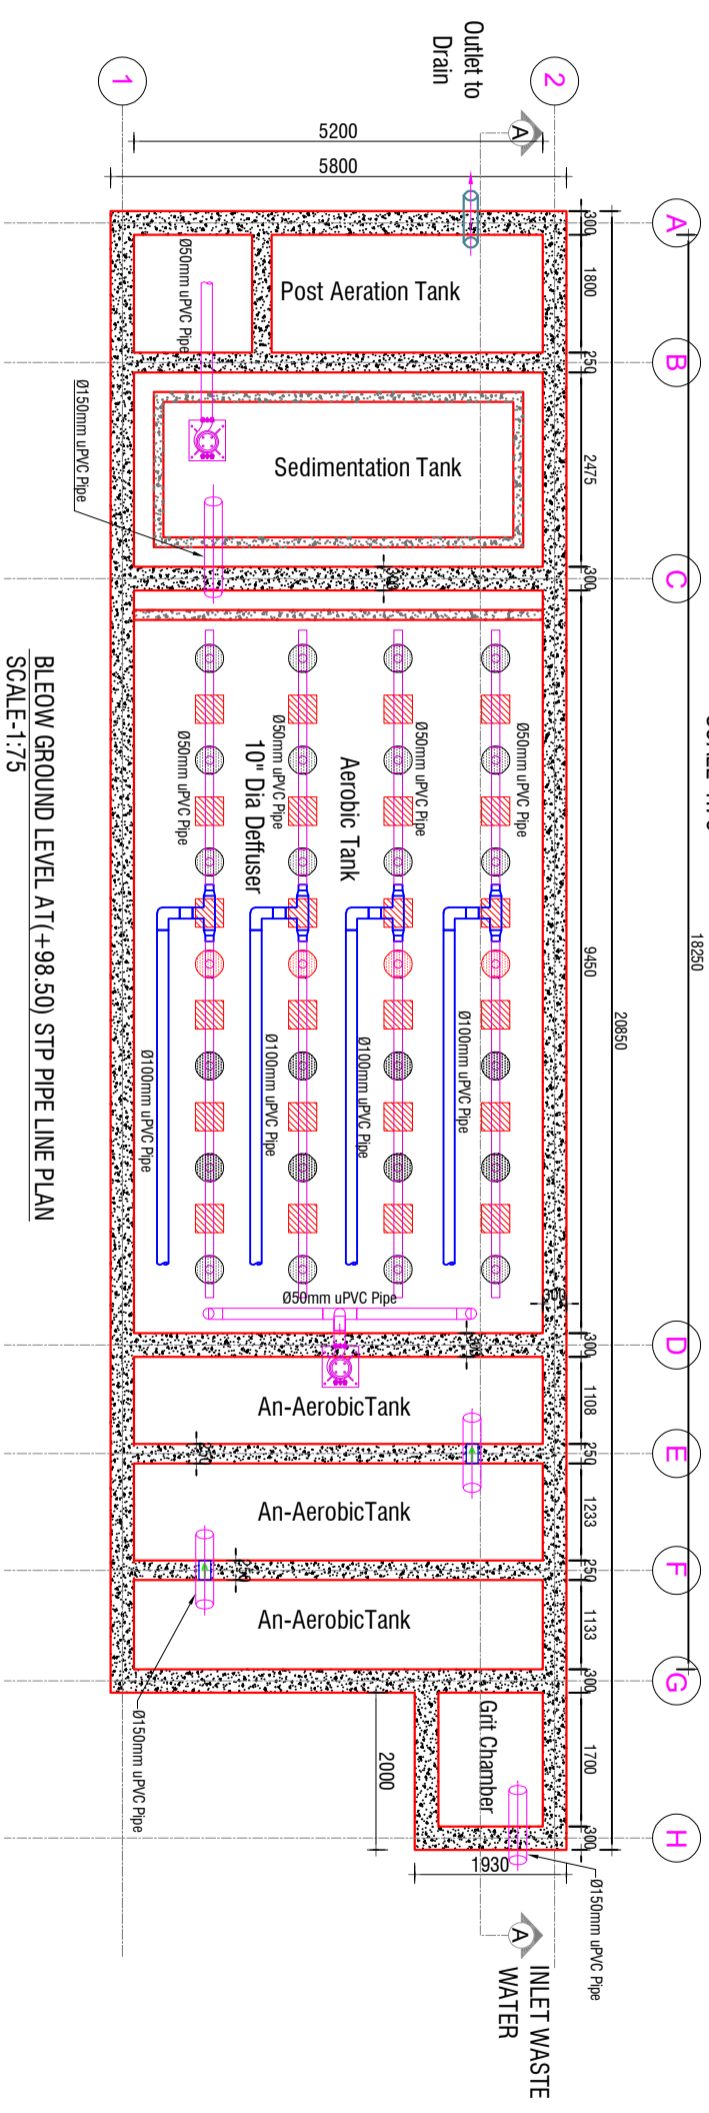 Outlet to
Drain
1
2
A
5200
5800
A
B
C
D
E
F
G
H
300
1800
250
2475
300
9450
300
1108
250
1233
250
1133
300
1700
300
20850
18250
Ø50mm uPVC Pipe
Post Aeration Tank
Ø150mm uPVC Pipe
Sedimentation Tank
300
Ø50mm uPVC Pipe
Ø50mm uPVC Pipe
Ø50mm uPVC Pipe
Ø50mm uPVC Pipe
Aerobic Tank
10" Dia Deffuser
Ø100mm uPVC Pipe
Ø100mm uPVC Pipe
Ø100mm uPVC Pipe
Ø100mm uPVC Pipe
Ø50mm uPVC Pipe
300
300
An-AerobicTank
250
An-AerobicTank
250
An-AerobicTank
Ø150mm uPVC Pipe
Grit Chamber
2000
1930
Ø150mm uPVC Pipe
A
INLET WASTE
WATER
BLEOW GROUND LEVEL AT(+98.50) STP PIPE LINE PLAN
SCALE-1:75